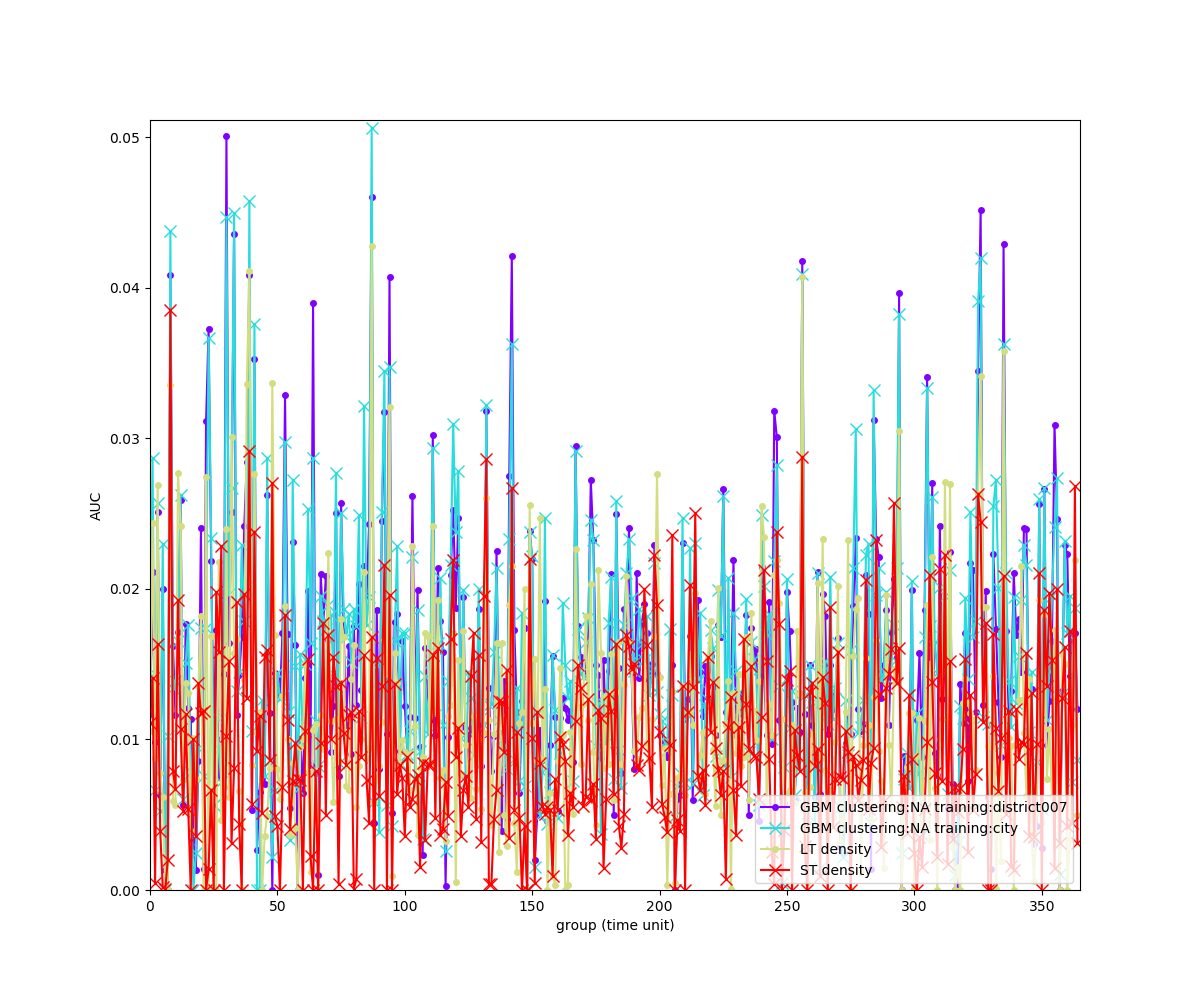 0.05
0.04
0.03
0.02
0.01
0.00
AUC
0 50 100 150 200 250 300 350
group (time unit)
GBM clustering:NA training:district007
GBM clustering:NA training:city
LT density
ST density